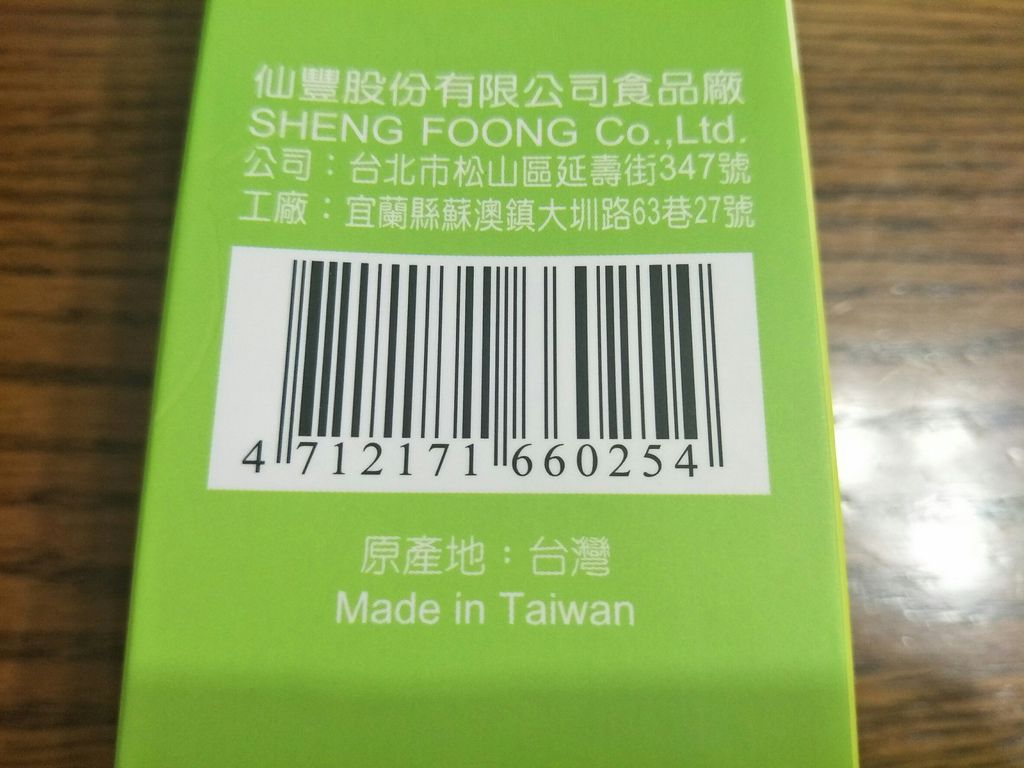 仙豐股份有限公司食品廠
SHENG FOONG Co.,Ltd.
公司：台北市松山區延壽街347號
工廠：宜蘭縣蘇澳鎮大圳路63巷27號
4 712171 660254
原產地：台灣
Made in Taiwan